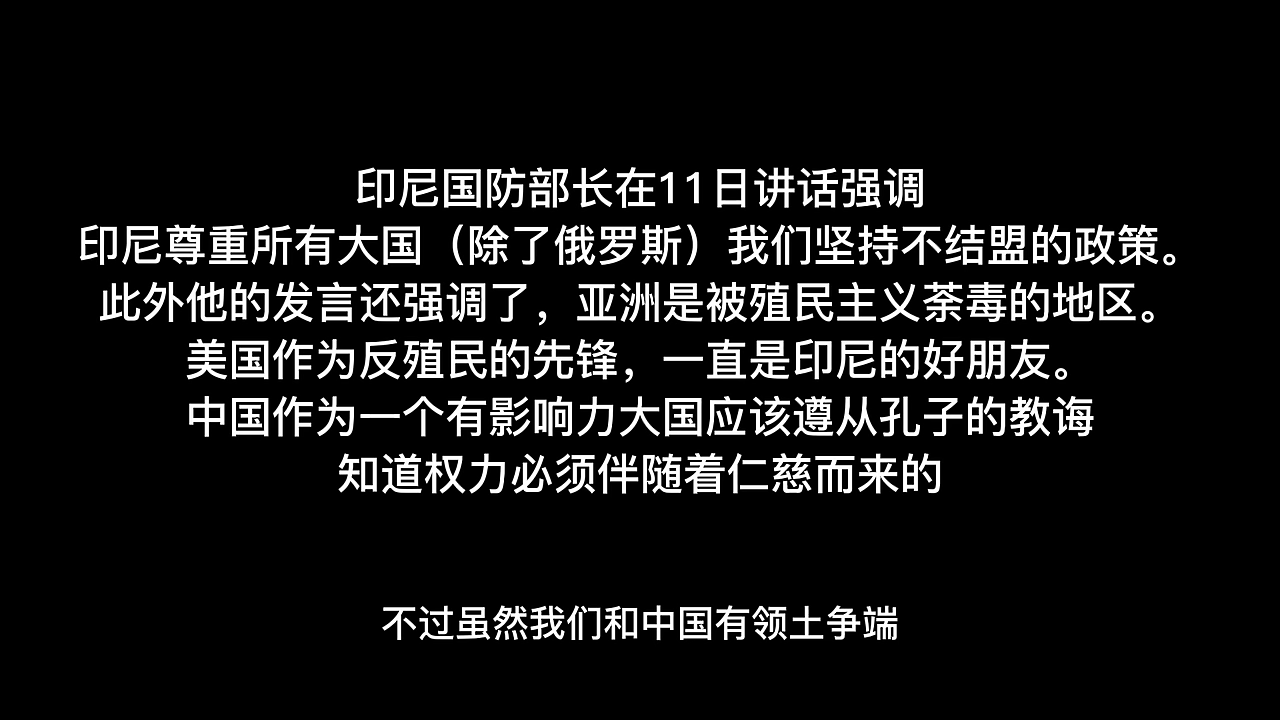 印尼国防部长在11日讲话强调
印尼尊重所有大国（除了俄罗斯）我们坚持不结盟的政策。
此外他的发言还强调了，亚洲是被殖民主义荼毒的地区。
美国作为反殖民的先锋，一直是印尼的好朋友。
中国作为一个有影响力大国应该遵从孔子的教诲
知道权力必须伴随着仁慈而来的
不过虽然我们和中国有领土争端